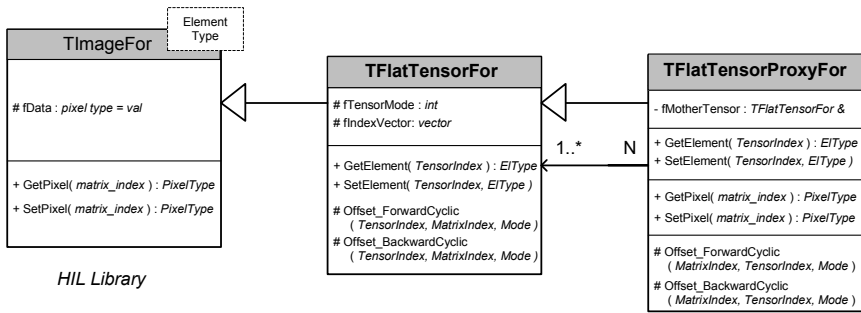 Element
Type
TImageFor
# fData : pixel type = val
+ GetPixel( matrix_index ) : PixelType
+ SetPixel( matrix_index ) : PixelType
HIL Library
TFlatTensorFor
# fTensorMode : int
# fIndexVector: vector
+ GetElement( TensorIndex ) : ElType
+ SetElement( TensorIndex, ElType )
# Offset_ForwardCyclic
( TensorIndex, MatrixIndex, Mode )
# Offset_BackwardCyclic
( TensorIndex, MatrixIndex, Mode )
1..*
N
TFlatTensorProxyFor
- fMotherTensor : TFlatTensorFor &
+ GetElement( TensorIndex ) : ElType
+ SetElement( TensorIndex, ElType )
+ GetPixel( matrix_index ) : PixelType
+ SetPixel( matrix_index ) : PixelType
# Offset_ForwardCyclic
( MatrixIndex, TensorIndex, Mode )
# Offset_BackwardCyclic
( MatrixIndex, TensorIndex, Mode )